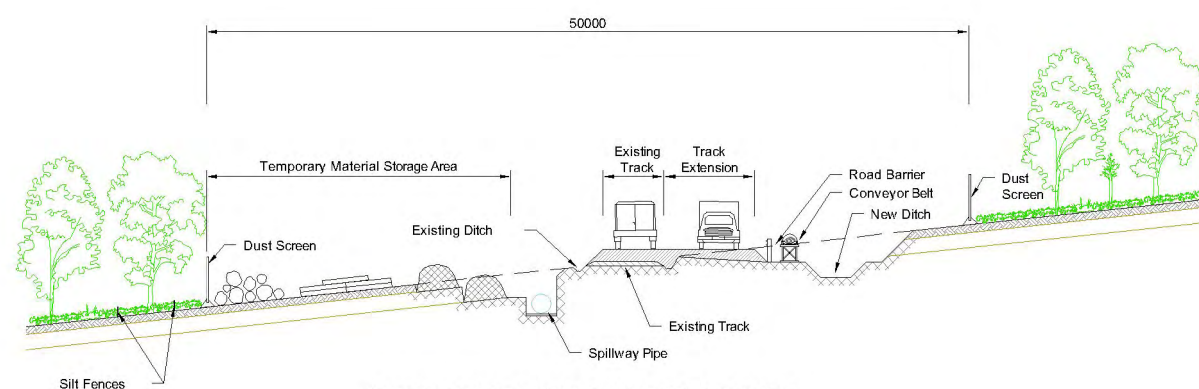 50000
Temporary Material Storage Area
Existing
Track
Track
Extension
Road Barrier
Conveyor Belt
New Ditch
Dust
Screen
Existing Ditch
Dust Screen
Existing Track
Spillway Pipe
Silt Fences